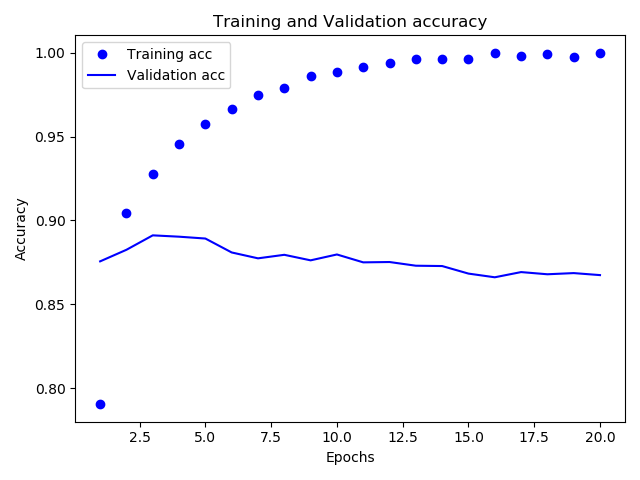 Training and Validation accuracy
Training acc
Validation acc
1.00
0.95
0.90
0.85
0.80
Accuracy
2.5 5.0 7.5 10.0 12.5 15.0 17.5 20.0
Epochs